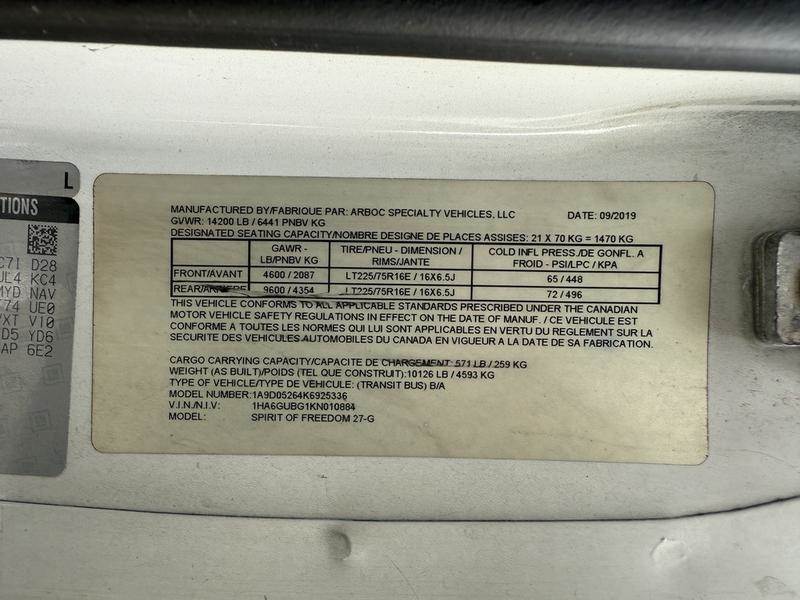 L
TIONS
C7I D28
UL4 KC4
MYD NAV
74 UE0
VXT V10
D5 YD6
AP 6E2
MANUFACTURED BY/FABRIQUE PAR: ARBOC SPECIALTY VEHICLES, LLC DATE: 09/2019
GVWR: 14200 LB / 6441 PNBV KG
DESIGNATED SEATING CAPACITY/NOMBRE DESIGNE DE PLACES ASSISES: 21 X 70 KG = 1470 KG
GAWR - LB/PNBV KG TIRE/PNEU - DIMENSION / RIMS/JANTE COLD INFL PRESS./DE GONFL. A FROID - PSI/LPC / KPA
FRONT/AVANT 4600 / 2087 LT225/75R16E / 16X6.5J 65 / 448
REAR/ARRIERE 9600 / 4354 LT225/75R16E / 16X6.5J 72 / 496
THIS VEHICLE CONFORMS TO ALL APPLICABLE STANDARDS PRESCRIBED UNDER THE CANADIAN
MOTOR VEHICLE SAFETY REGULATIONS IN EFFECT ON THE DATE OF MANUFACTURE. / CE VEHICULE EST
CONFORME A TOUTES LES NORMES QUI LUI SONT APPLICABLES EN VERTU DU REGLEMENT SUR LA
SECURITE DES VEHICULES AUTOMOBILES DU CANADA EN VIGUEUR A LA DATE DE SA FABRICATION.
CARGO CARRYING CAPACITY/CAPACITE DE CHARGEMENT: 571 LB / 259 KG
WEIGHT (AS BUILT)/POIDS (TEL QUE CONSTRUIT):10126 LB / 4593 KG
TYPE OF VEHICLE/TYPE DE VEHICULE: (TRANSIT BUS) B/A
MODEL NUMBER:1A9D05264K6925336
V.I.N./N.I.V: 1HA6GUBG1KN010884
MODEL: SPIRIT OF FREEDOM 27-G